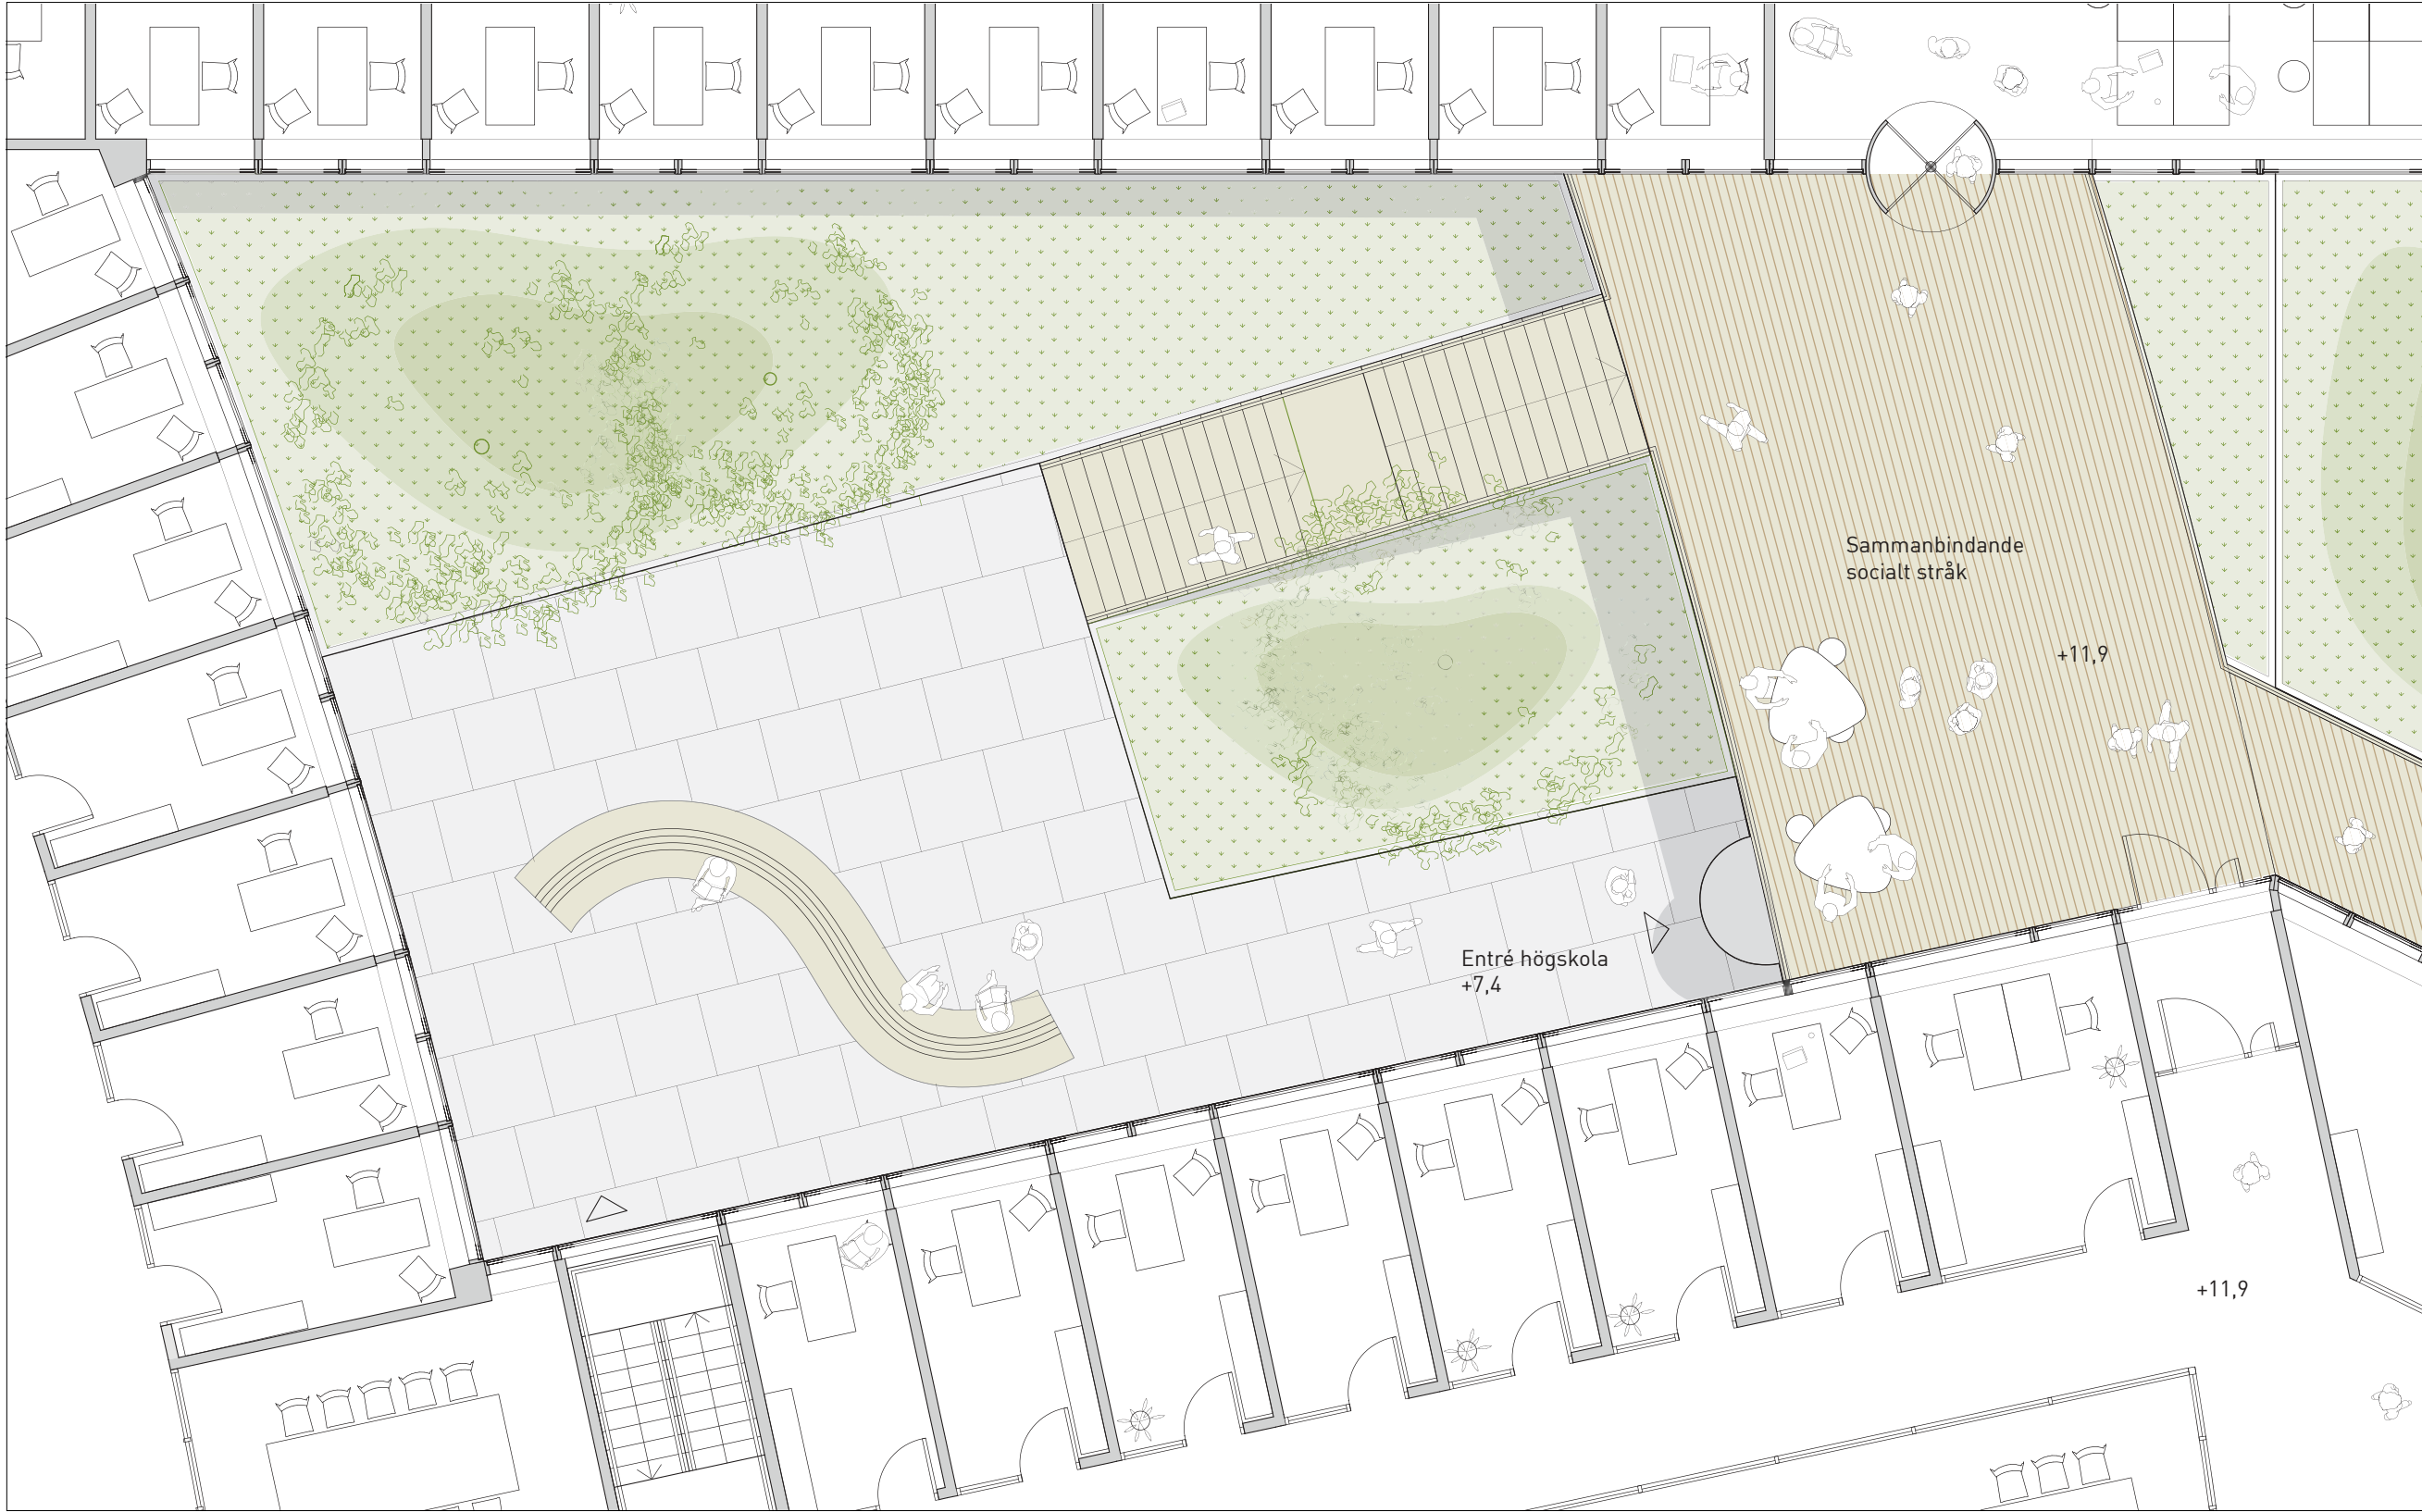 Sammanbindande
socialt stråk
+11,9
Entré högskola
+7,4
+11,9